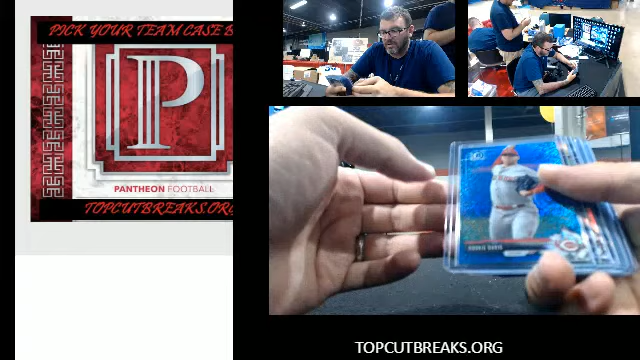 PICK YOUR TEAM CASE B
P
PANTHEON FOOTBALL
TOPCUTBREAKS.ORG
TOPCUTBREAKS.ORG